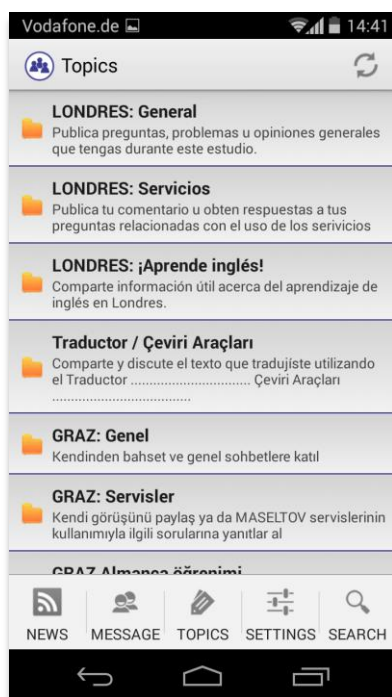 Vodafone.de 14:41
Topics
LONDRES: General
Publica preguntas, problemas u opiniones generales
que tengas durante este estudio.
LONDRES: Servicios
Publica tu comentario u obten respuestas a tus
preguntas relacionadas con el uso de los serivicios
LONDRES: ¡Aprende inglés!
Comparte información útil acerca del aprendizaje de
inglés en Londres.
Traductor / Çeviri Araçları
Comparte y discute el texto que tradujíste utilizando
el Traductor ................................ Çeviri Araçları
.....................................
GRAZ: Genel
Kendinden bahset ve genel sohbetlere katıl
GRAZ: Servisler
Kendi görüşünü paylaş ya da MASELTOV servislerinin
kullanımıyla ilgili sorularına yanıtlar al
GRAZ Almanca öğrenimi
NEWS MESSAGE TOPICS SETTINGS SEARCH